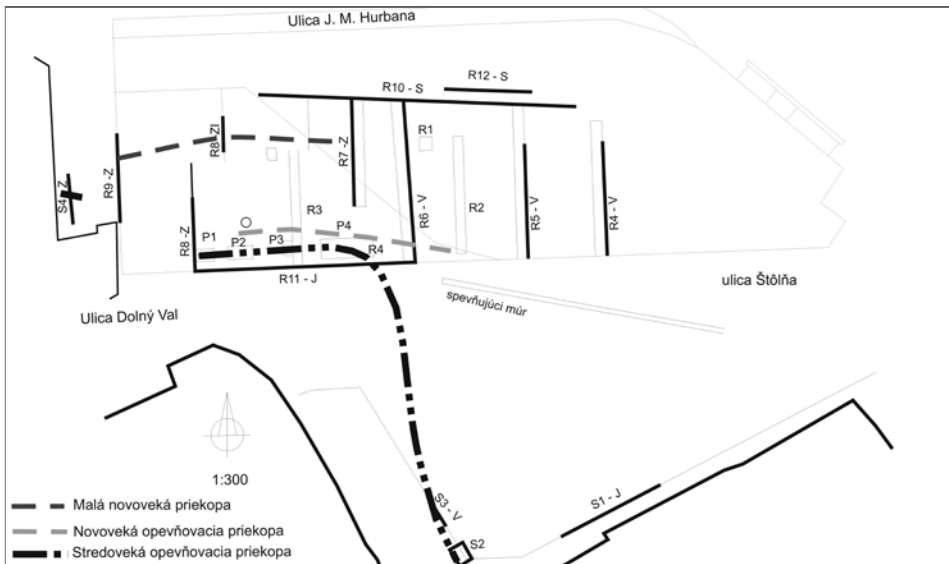 Ulica J. M. Hurbana
R12 - S
R10 - S
R1
R8 -ZI
R7 -Z
R9 -Z
S4 -Z
R6 - V
R5 - V
R4 - V
R3
R2
R8 -Z
P1
P2
P3
P4
R4
R11 - J
ulica Štôlňa
spevňujúci múr
Ulica Dolný Val
1:300
S1 - J
S3 - V
S2
Malá novoveká priekopa
Novoveká opevňovacia priekopa
Stredoveká opevňovacia priekopa